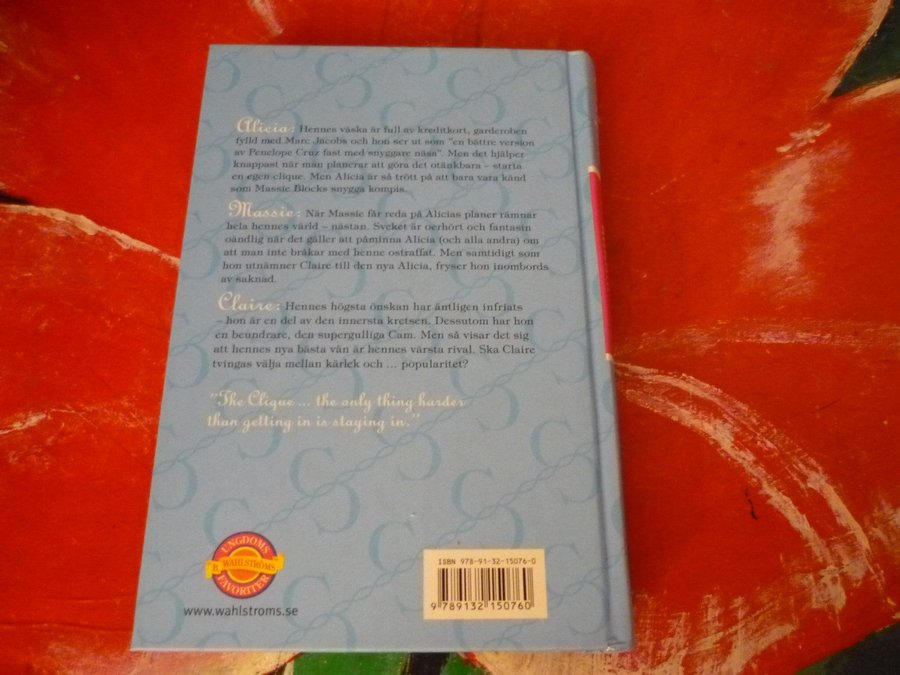 Alicia: Hennes väska är full av kreditkort, garderoben
fylld med Marc Jacobs och hon ser ut som "en bättre version
av Penelope Cruz fast med snyggare näsa". Men det hjälper
knappast när man planerar att göra det otänkbara – starta
en egen clique. Men Alicia är så trött på att bara vara känd
som Massie Blocks snygga kompis.
Massie: När Massie får reda på Alicias planer rämnar
hela hennes värld – nästan. Sveket är oerhört och fantasin
oändlig när det gäller att påminna Alicia (och alla andra) om
att man inte bråkar med henne ostraffat. Men samtidigt som
hon utnämner Claire till den nya Alicia, fryser hon inombords
av saknad.
Claire: Hennes högsta önskan har äntligen infriats
– hon är en del av den innersta kretsen. Dessutom har hon
en beundrare, den supergulliga Cam. Men så visar det sig
att hennes nya bästa vän är hennes värsta rival. Ska Claire
tvingas välja mellan kärlek och ... popularitet?
"The Clique ... the only thing harder
than getting in is staying in."
UNGDOMS
B. WAHLSTRÖMS
FAVORITER
www.wahlstroms.se
ISBN 978-91-32-15076-0
9 789132 150760